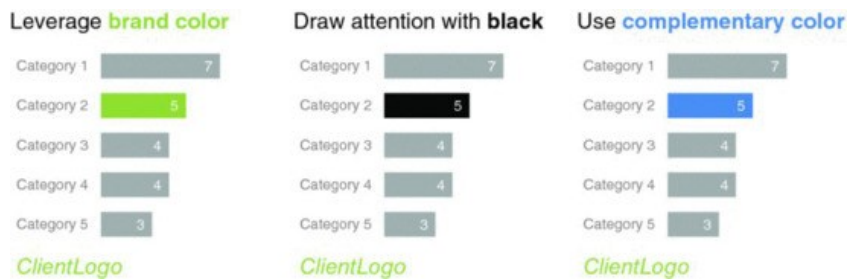 Leverage brand color
Category 1 7
Category 2 5
Category 3 4
Category 4 4
Category 5 3
ClientLogo
Draw attention with black
Category 1 7
Category 2 5
Category 3 4
Category 4 4
Category 5 3
ClientLogo
Use complementary color
Category 1 7
Category 2 5
Category 3 4
Category 4 4
Category 5 3
ClientLogo